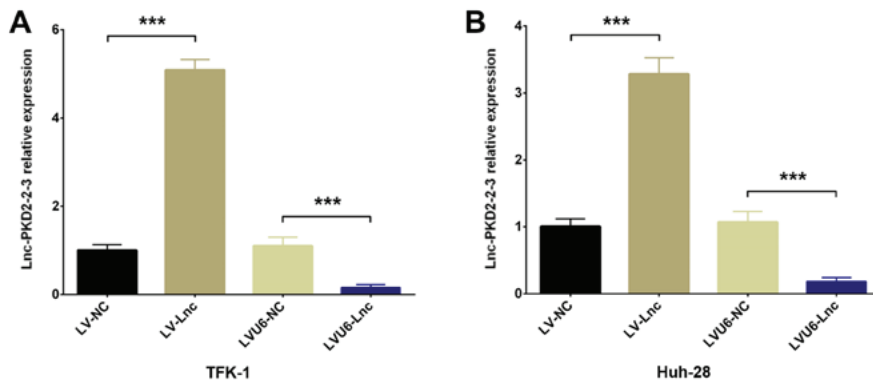 A
Lnc-PKD2-2-3 relative expression
6
4
2
0
***
***
LV-NC
LV-Lnc
LVU6-NC
LVU6-Lnc
TFK-1
B
Lnc-PKD2-2-3 relative expression
4
3
2
1
0
***
***
LV-NC
LV-Lnc
LVU6-NC
LVU6-Lnc
Huh-28